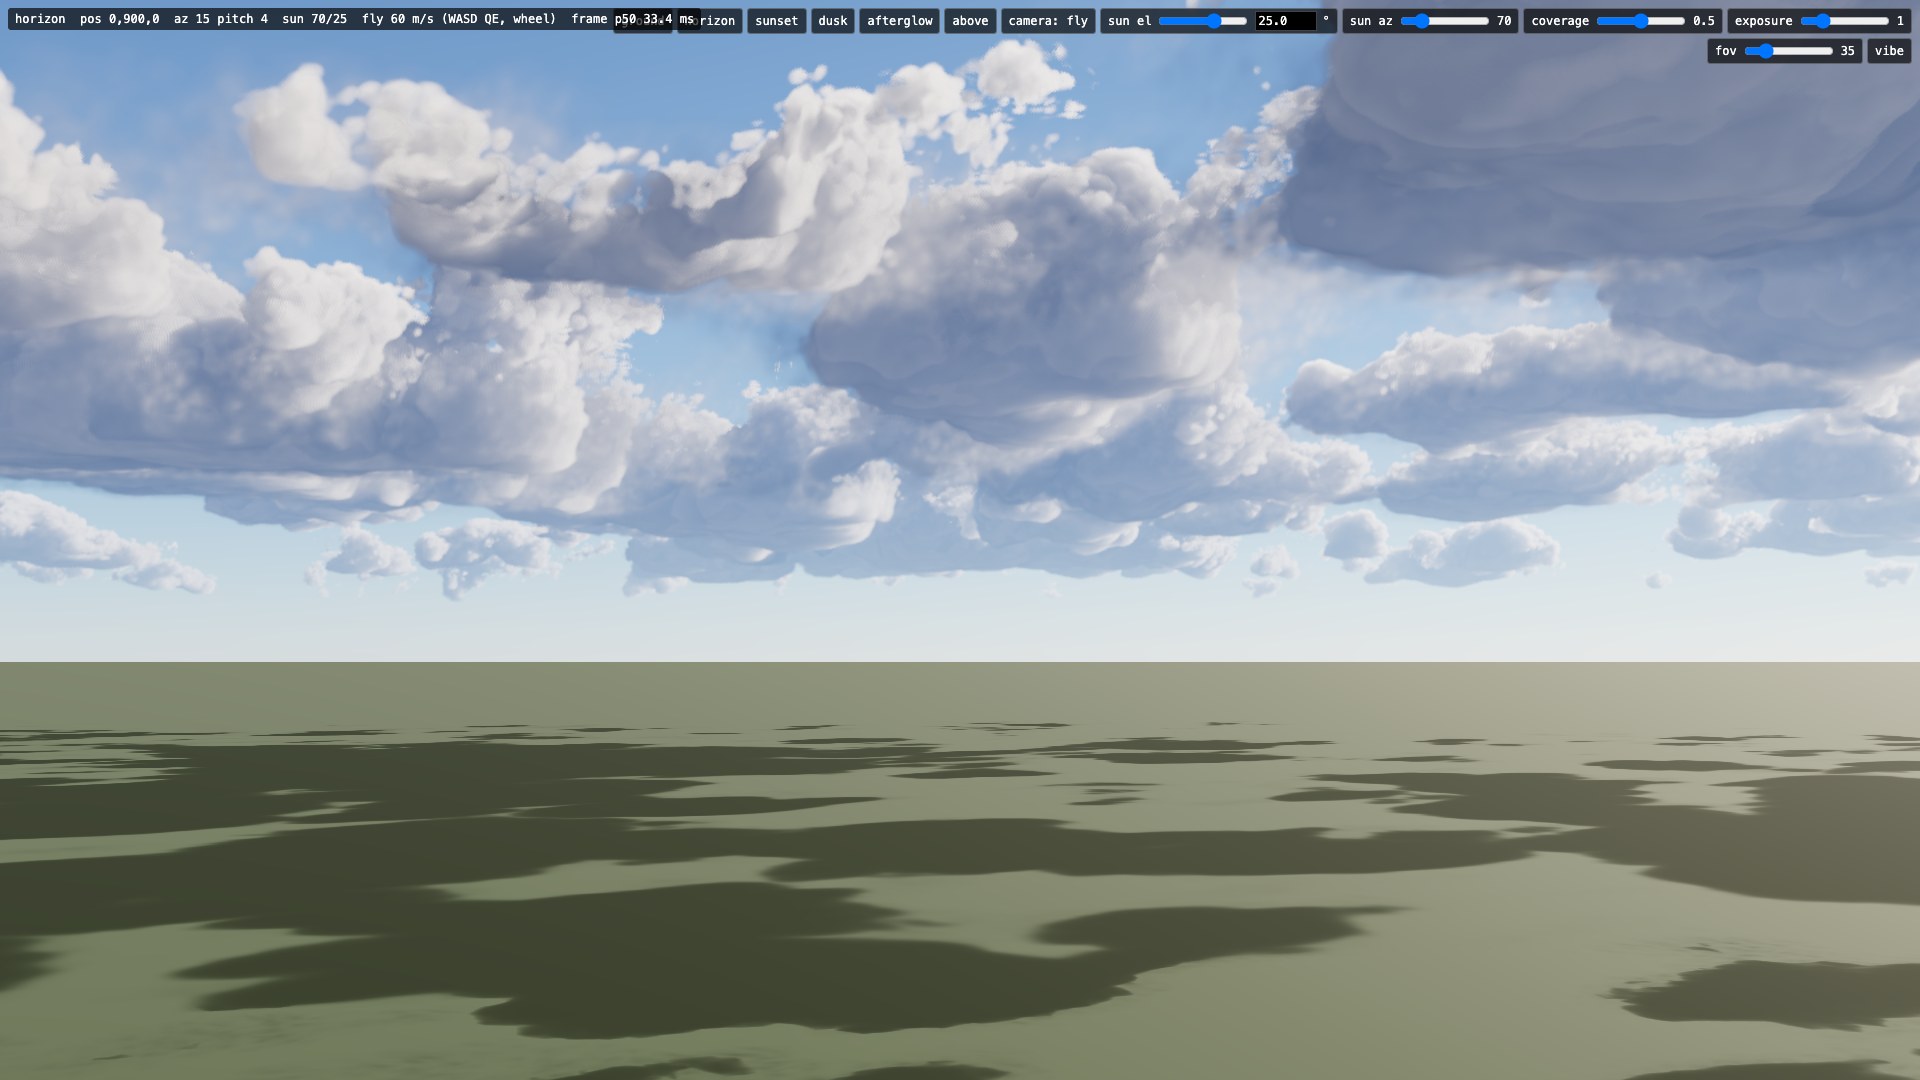 horizon pos 0,900,0 az 15 pitch 4 sun 70/25 fly 60 m/s (WASD QE, wheel) frame p50 33.4 ms
sunset dusk afterglow above camera: fly sun el 25.0 ° sun az 70 coverage 0.5 exposure 1
fov 35 vibe